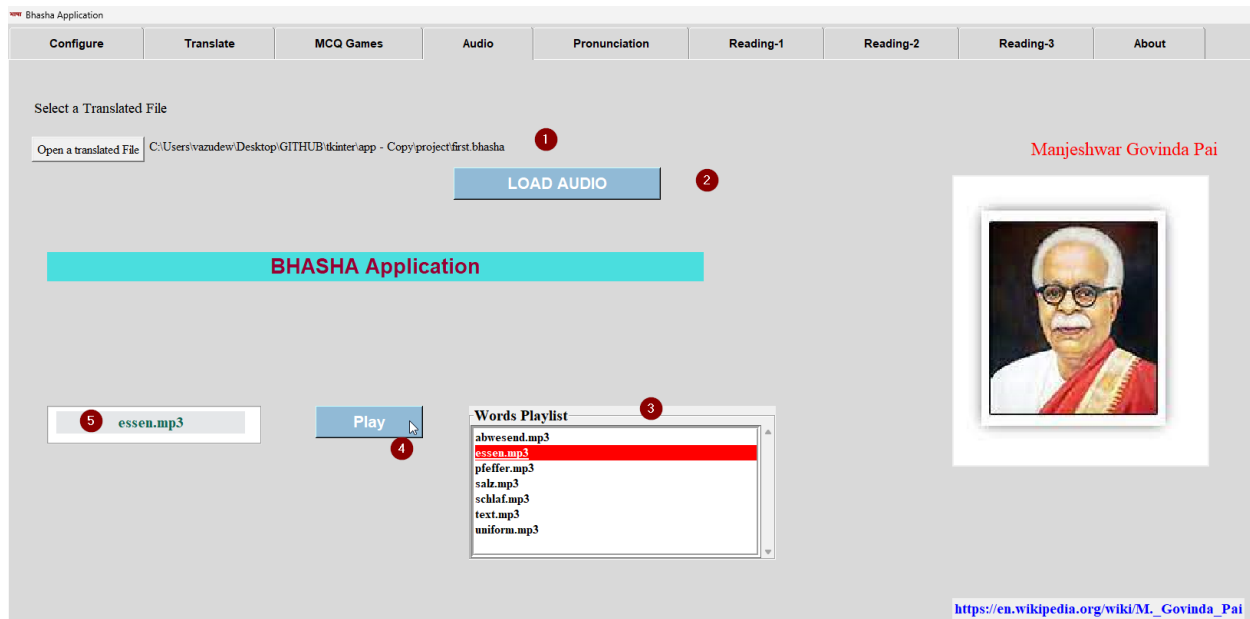 भाषा Bhasha Application
Configure Translate MCQ Games Audio Pronunciation Reading-1 Reading-2 Reading-3 About
Select a Translated File
Open a translated File C:\Users\vazudew\Desktop\GITHUB\tkinter\app - Copy\project\first.bhasha 1
Manjeshwar Govinda Pai
LOAD AUDIO 2
BHASHA Application
5 essen.mp3
Play
4
Words Playlist 3
abwesend.mp3
essen.mp3
pfeffer.mp3
salz.mp3
schlaf.mp3
text.mp3
uniform.mp3
https://en.wikipedia.org/wiki/M._Govinda_Pai